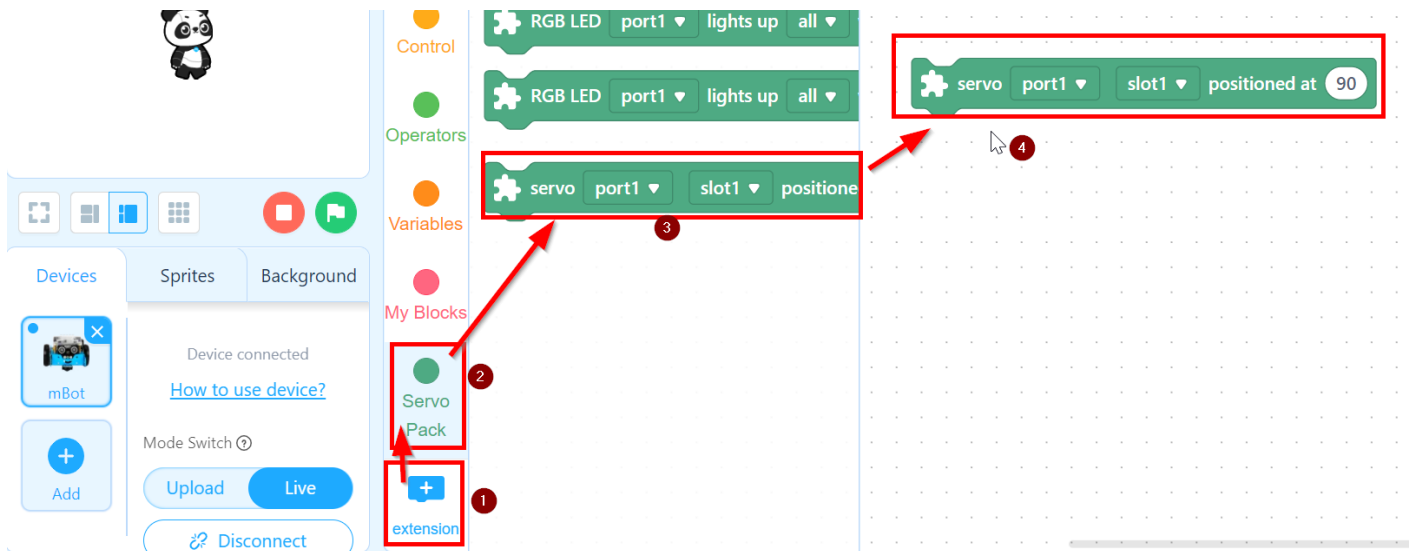 Control
Operators
Variables
My Blocks
Servo
Pack
extension
RGB LED port1 lights up all
RGB LED port1 lights up all
servo port1 slot1 positione
servo port1 slot1 positioned at 90
1
2
3
4
Devices Sprites Background
mBot
Add
Device connected
How to use device?
Mode Switch ?
Upload Live
Disconnect